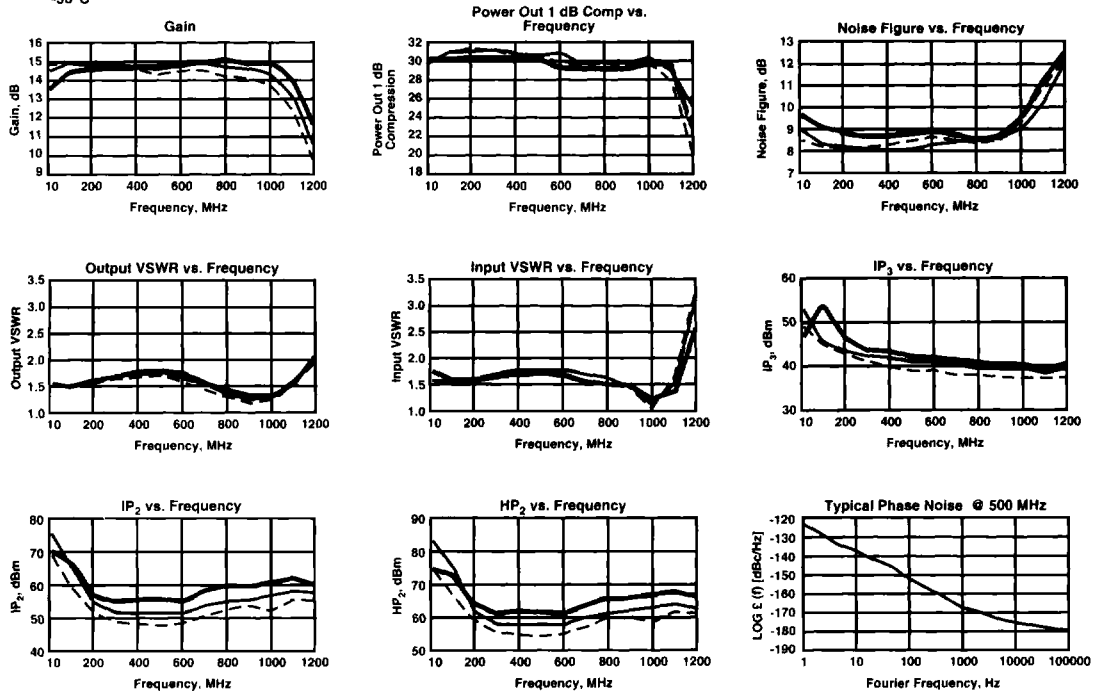 -55°C
Gain
Gain, dB
16
15
14
13
12
11
10
9
10 200 400 600 800 1000 1200
Frequency, MHz
Power Out 1 dB Comp vs.
Frequency
Power Out 1 dB
Compression
32
30
28
26
24
22
20
18
10 200 400 600 800 1000 1200
Frequency, MHz
Noise Figure vs. Frequency
Noise Figure, dB
13
12
11
10
9
8
7
10 200 400 600 800 1000 1200
Frequency, MHz
Output VSWR vs. Frequency
Output VSWR
3.5
3.0
2.5
2.0
1.5
1.0
10 200 400 600 800 1000 1200
Frequency, MHz
Input VSWR vs. Frequency
Input VSWR
3.5
3.0
2.5
2.0
1.5
1.0
10 200 400 600 800 1000 1200
Frequency, MHz
IP3 vs. Frequency
IP3, dBm
60
50
40
30
10 200 400 600 800 1000 1200
Frequency, MHz
IP2 vs. Frequency
IP2, dBm
80
70
60
50
40
10 200 400 600 800 1000 1200
Frequency, MHz
HP2 vs. Frequency
HP2, dBm
90
80
70
60
50
10 200 400 600 800 1000 1200
Frequency, MHz
Typical Phase Noise @ 500 MHz
LOG £ (f) [dBc/Hz]
-120
-130
-140
-150
-160
-170
-180
-190
1 10 100 1000 10000 100000
Fourier Frequency, Hz